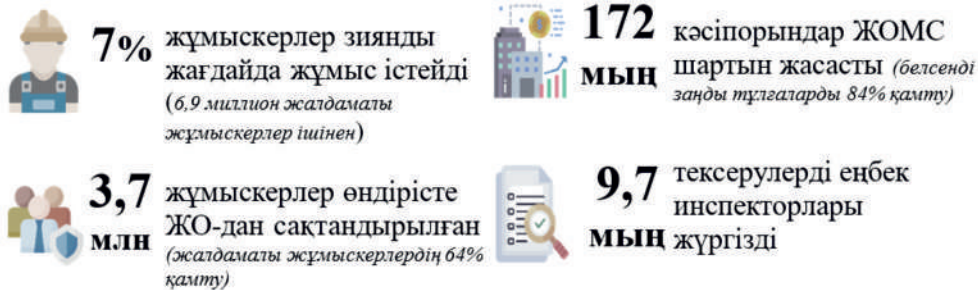 7% жұмыскерлер зиянды
жағдайда жұмыс істейді
(6,9 миллион жалдамалы
жұмыскерлер ішінен)
172
мың
кәсіпорындар ЖОМС
шартын жасасты (белсенді
заңды тұлғаларды 84% қамту)
3,7
млн
жұмыскерлер өндірісте
ЖО-дан сақтандырылған
(жалдамалы жұмыскерлердің 64%
қамту)
9,7
мың
тексерулерді еңбек
инспекторлары
жүргізді